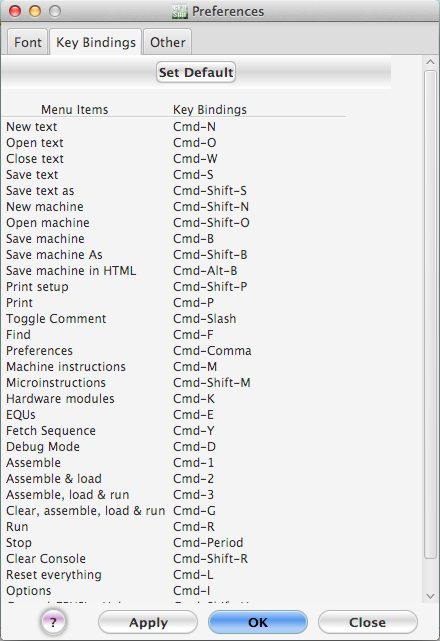 Preferences
Font Key Bindings Other
Set Default
Menu Items Key Bindings
New text Cmd-N
Open text Cmd-O
Close text Cmd-W
Save text Cmd-S
Save text as Cmd-Shift-S
New machine Cmd-Shift-N
Open machine Cmd-Shift-O
Save machine Cmd-B
Save machine As Cmd-Shift-B
Save machine in HTML Cmd-Alt-B
Print setup Cmd-Shift-P
Print Cmd-P
Toggle Comment Cmd-Slash
Find Cmd-F
Preferences Cmd-Comma
Machine instructions Cmd-M
Microinstructions Cmd-Shift-M
Hardware modules Cmd-K
EQUs Cmd-E
Fetch Sequence Cmd-Y
Debug Mode Cmd-D
Assemble Cmd-1
Assemble & load Cmd-2
Assemble, load & run Cmd-3
Clear, assemble, load & run Cmd-G
Run Cmd-R
Stop Cmd-Period
Clear Console Cmd-Shift-R
Reset everything Cmd-L
Options Cmd-I
? Apply OK Close